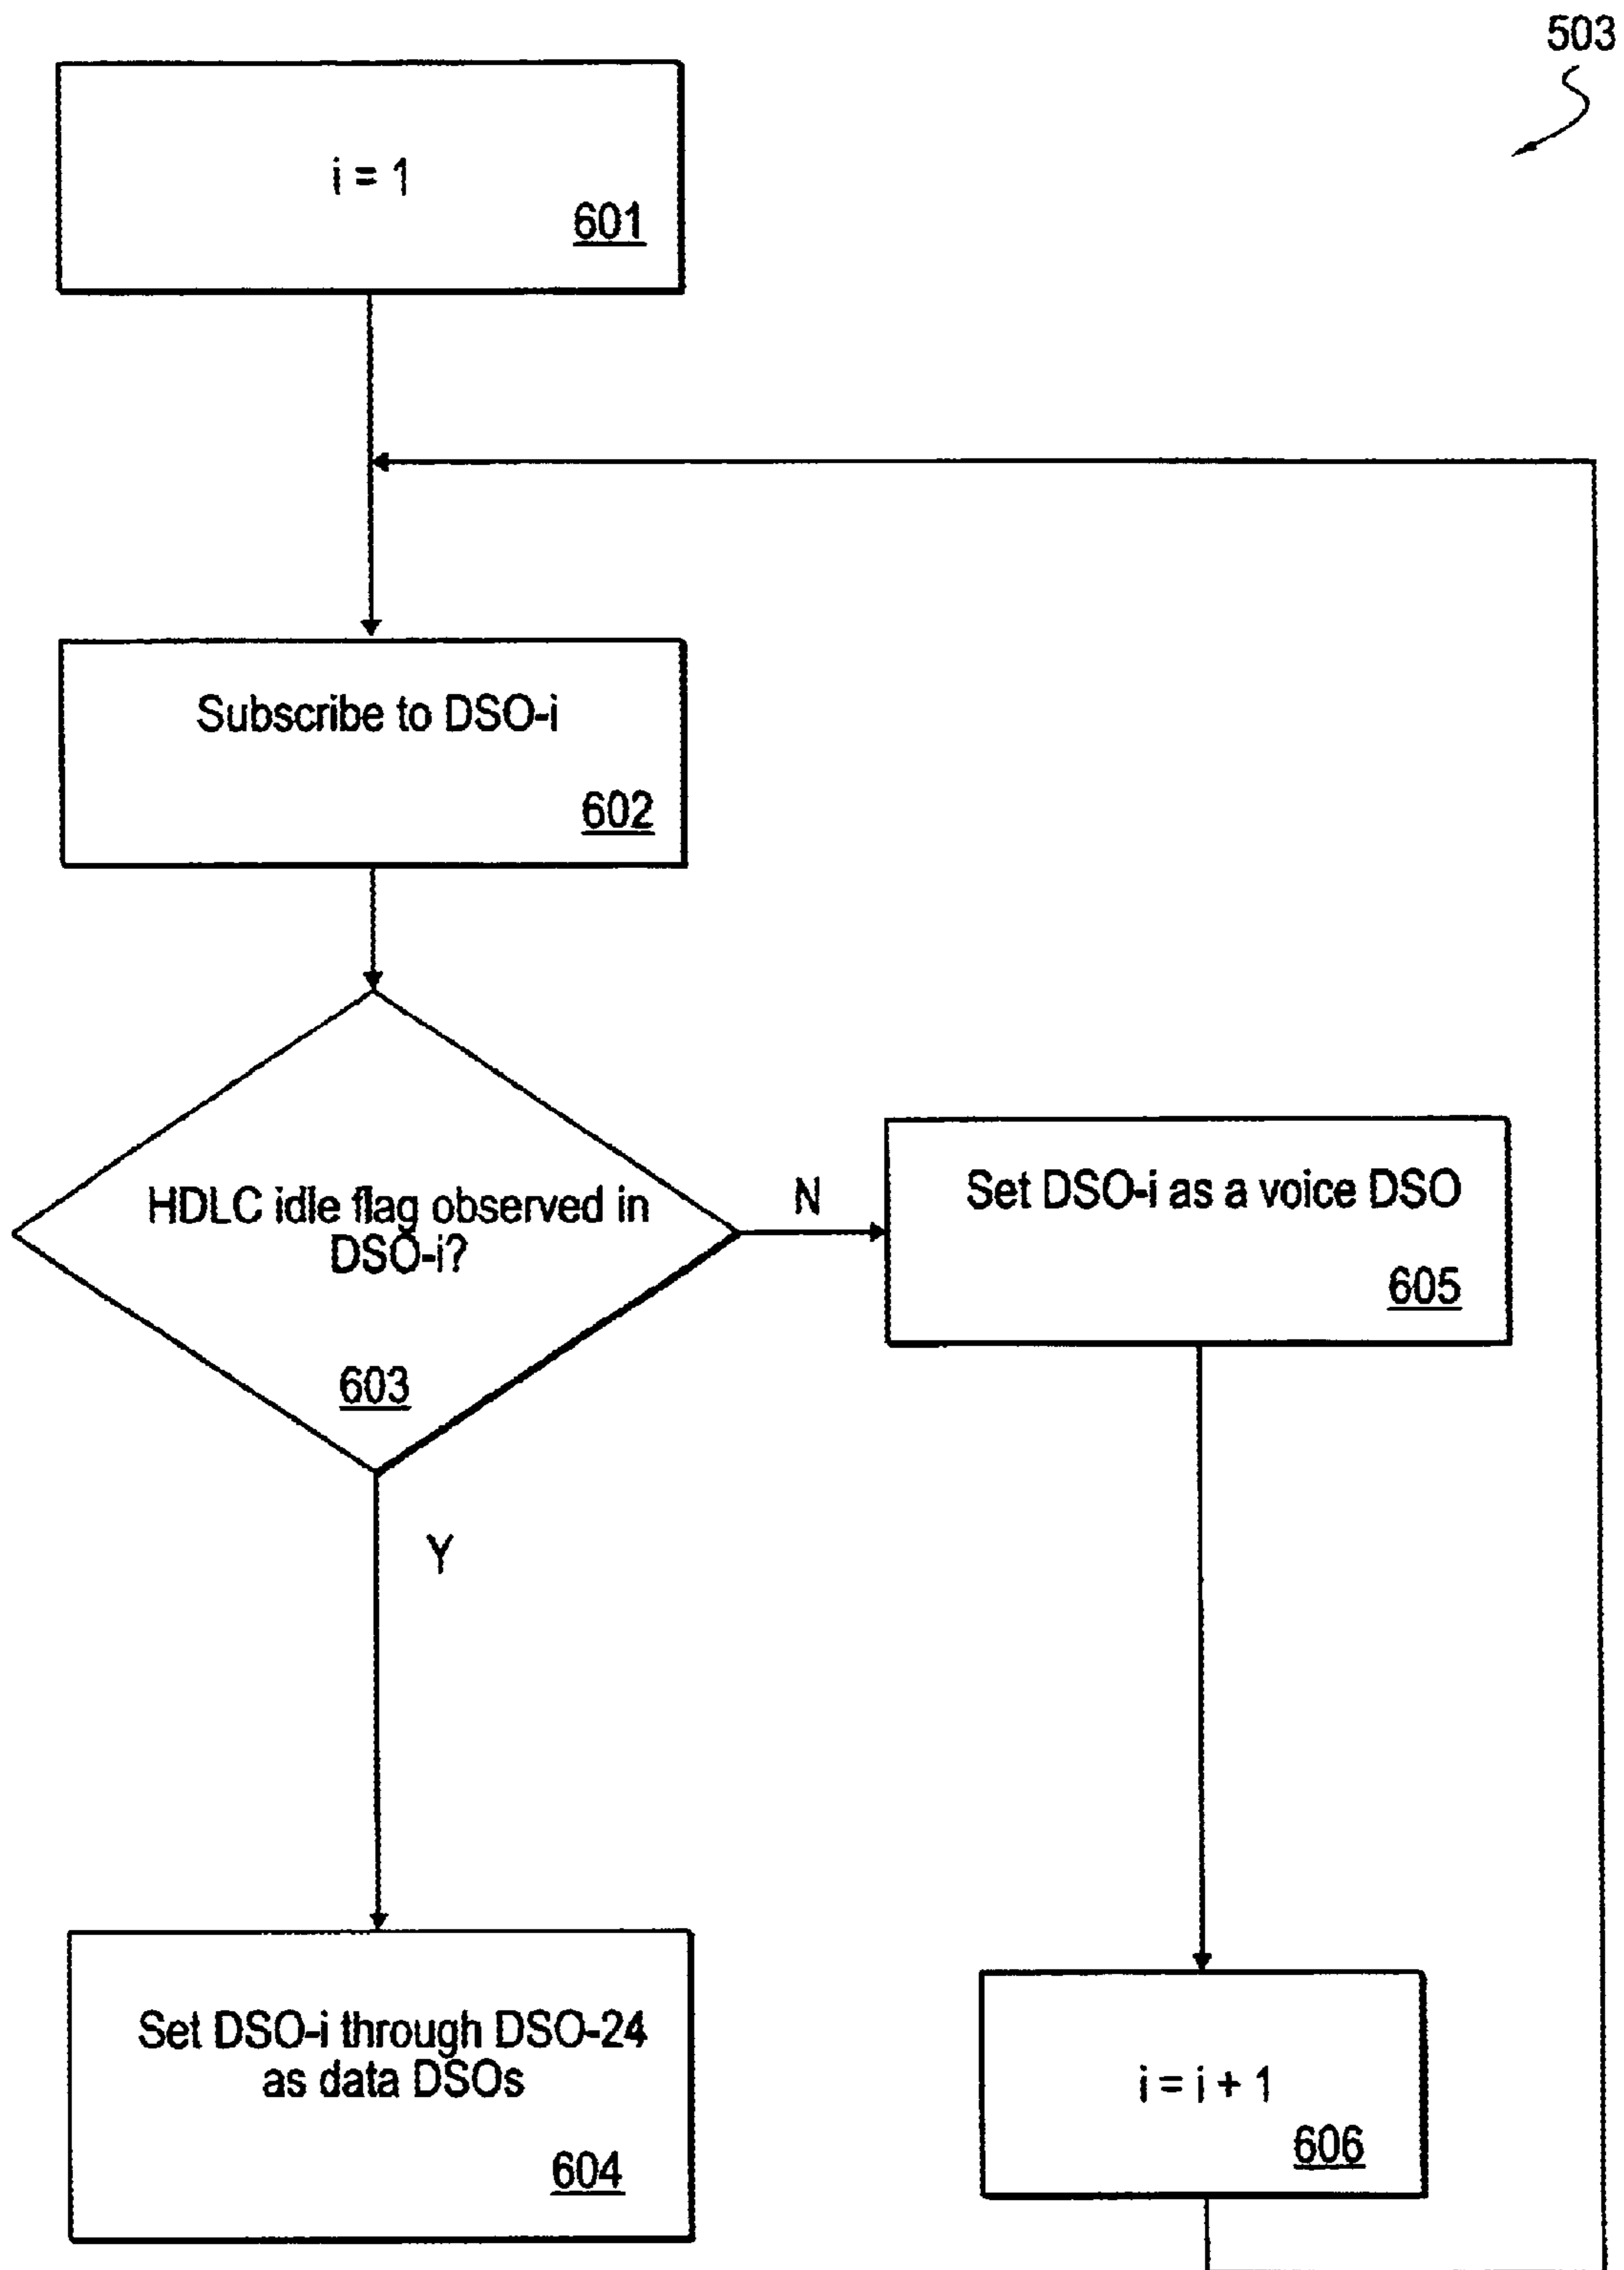 503
i = 1
601
Subscribe to DSO-i
602
HDLC idle flag observed in
DSO-i?
603
N
Set DSO-i as a voice DSO
605
Y
Set DSO-i through DSO-24
as data DSOs
604
i = i + 1
606